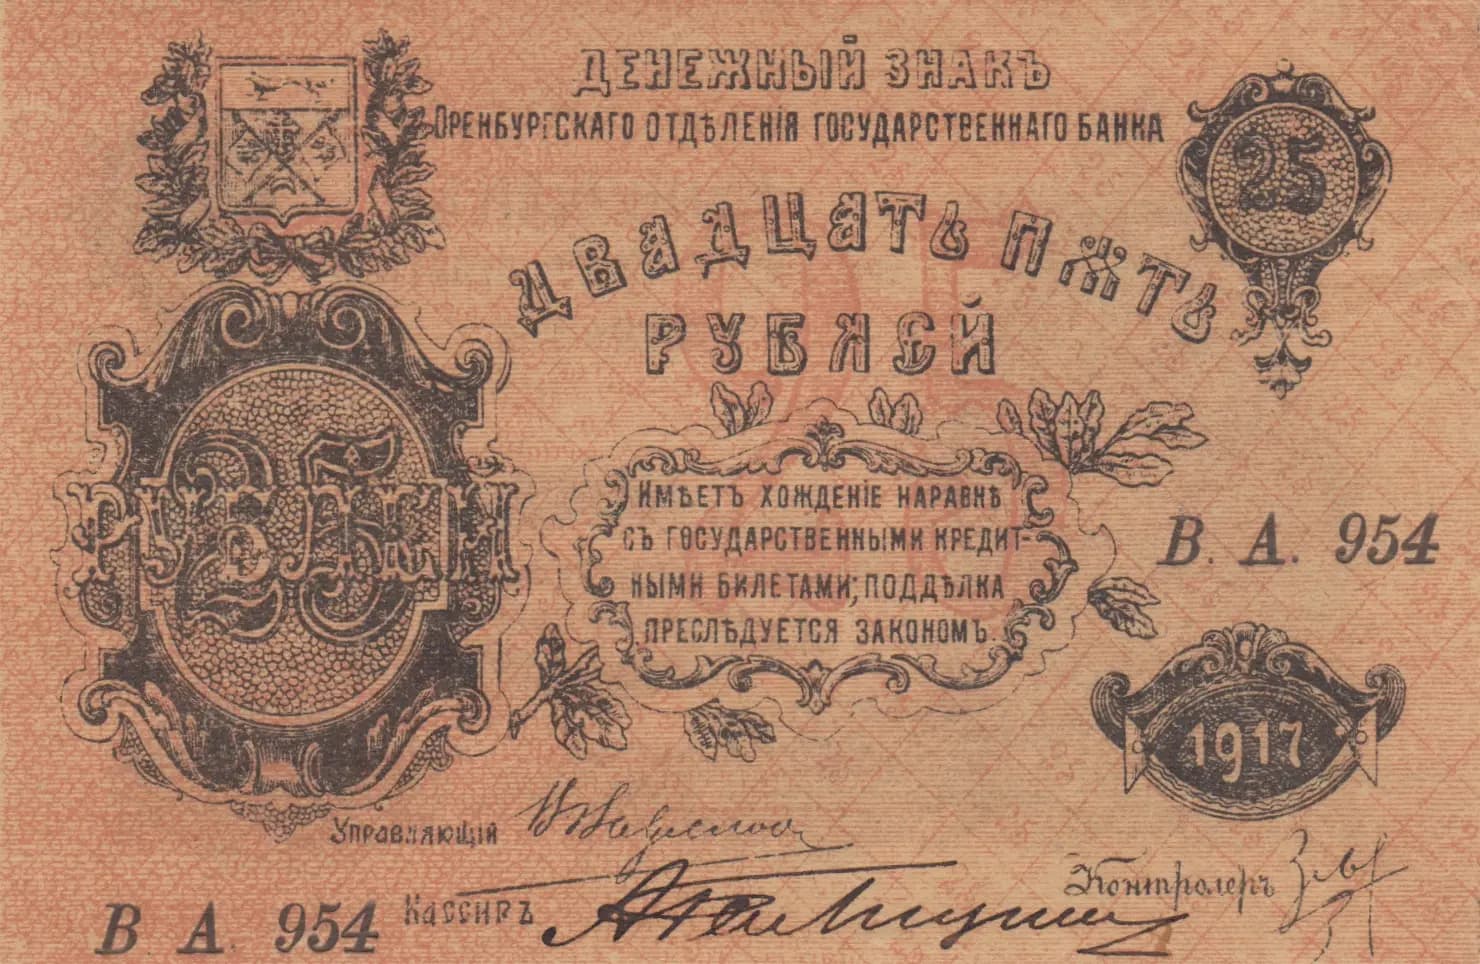 ДЕНЕЖНЫЙ ЗНАКЪ
ОРЕНБУРГСКАГО ОТДѢЛЕНІЯ ГОСУДАРСТВЕННАГО БАНКА
25
ДВАДЦАТЬ ПЯТЬ
РУБЛЕЙ
25
РУБЛЕЙ
ИМѢЕТЪ ХОЖДЕНІЕ НАРАВНѢ
СЪ ГОСУДАРСТВЕННЫМИ КРЕДИТ-
НЫМИ БИЛЕТАМИ; ПОДДѢЛКА
ПРЕСЛѢДУЕТСЯ ЗАКОНОМЪ.
В. А. 954
1917
Управляющій
Контролеръ
Кассиръ
В А. 954